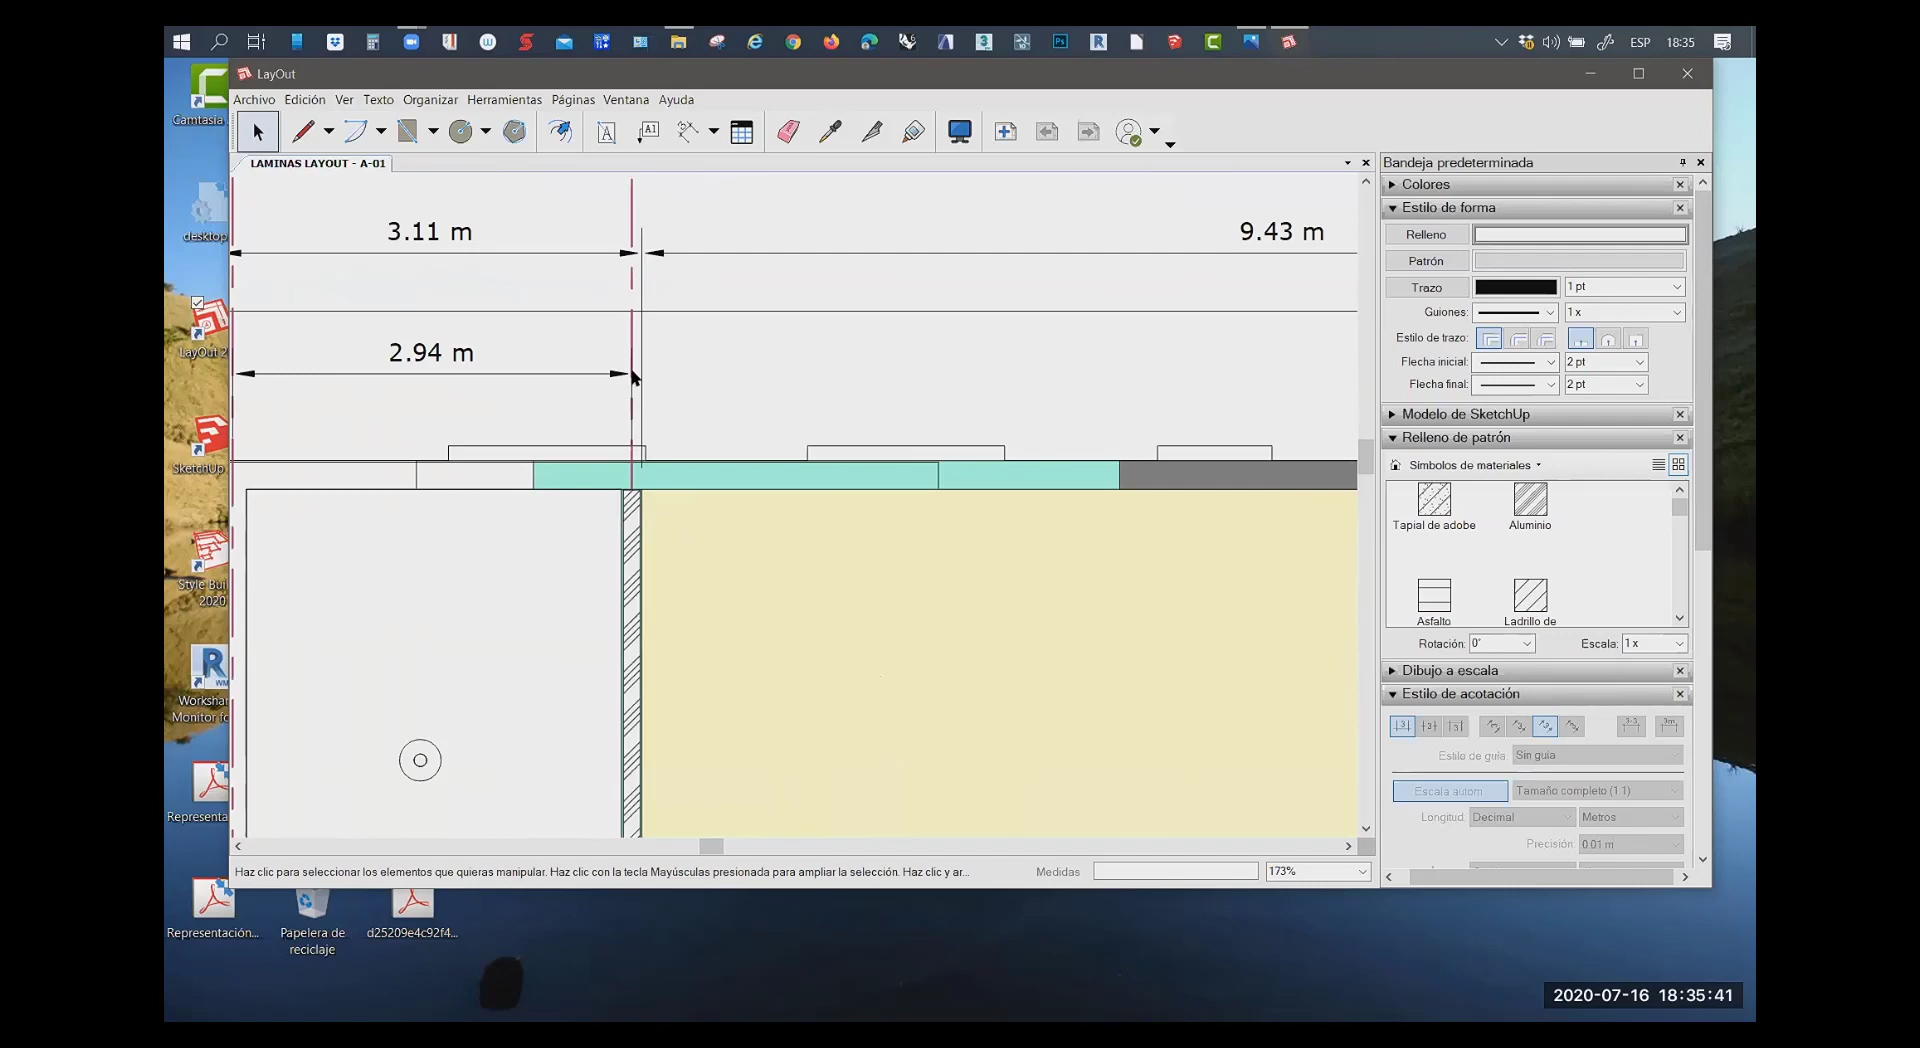 ESP
18:35
LayOut
Archivo Edición Ver Texto Organizar Herramientas Páginas Ventana Ayuda
LAMINAS LAYOUT - A-01
3.11 m
9.43 m
2.94 m
Camtasia
desktop
LayOut 2
SketchUp
Style Bui
2020
Workshar
Monitor fo
Representa
Representación...
Papelera de
reciclaje
d25209e4c92f4...
Bandeja predeterminada
Colores
Estilo de forma
Relleno
Patrón
Trazo
1 pt
Guiones:
1 x
Estilo de trazo:
Flecha inicial:
2 pt
Flecha final:
2 pt
Modelo de SketchUp
Relleno de patrón
Símbolos de materiales
Tapial de adobe
Aluminio
Asfalto
Ladrillo de
Rotación: 0°
Escala: 1 x
Dibujo a escala
Estilo de acotación
Estilo de guía: Sin guía
Escala autom
Tamaño completo (1:1)
Longitud: Decimal
Metros
Precisión: 0.01 m
Haz clic para seleccionar los elementos que quieras manipular. Haz clic con la tecla Mayúsculas presionada para ampliar la selección. Haz clic y ar...
Medidas
173%
2020-07-16 18:35:41